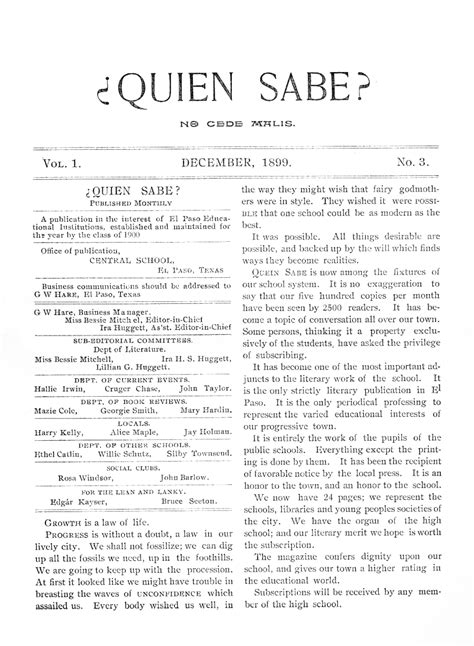 ¿QUIEN SABE?
NO CEDE MALIS.
VOL. 1. DECEMBER, 1899. No. 3.
¿QUIEN SABE?
PUBLISHED MONTHLY
A publication in the interest of El Paso Educa-
tional Institutions, established and maintained for
the year by the class of 1900
Office of publication,
CENTRAL SCHOOL.
EL PASO, TEXAS
Business communications should be addressed to
G W HARE, El Paso, Texas
G W Hare, Business Manager.
Miss Bessie Mitchel, Editor-in-Chief
Ira Huggett, As'st. Editor-in-Chief
SUB-EDITORIAL COMMITTEES.
Dept of Literature.
Miss Bessie Mitchell, Ira H. S. Huggett,
Lillian G. Huggett.
DEPT. OF CURRENT EVENTS.
Hallie Irwin, Cruger Chase, John Taylor.
DEPT. OF BOOK REVIEWS.
Mazie Cole, Georgie Smith, Mary Hardin.
LOCALS.
Harry Kelly, Alice Maple, Jay Holman.
DEPT. OF OTHER SCHOOLS.
Ethel Catlin, Willie Schutz, Silby Townsend.
SOCIAL CLUBS.
Rosa Windsor, John Barlow.
FOR THE LEAN AND LANKY.
Edgar Kayser, Bruce Seeton.
GROWTH is a law of life.
PROGRESS is without a doubt, a law in our
lively city. We shall not fossilize; we can dig
up all the fossils we need, up in the foothills.
We are going to keep up with the procession.
At first it looked like we might have trouble in
breasting the waves of UNCONFIDENCE which
assailed us. Every body wished us well, in
the way they might wish that fairy godmoth-
ers were in style. They wished it were POSSI-
BLE that one school could be as modern as the
best.
It was possible. All things desirable are
possible, and backed up by the will which finds
ways they become realities.
QUEIN SABE is now among the fixtures of
our school system. It is no exaggeration to
say that our five hundred copies per month
have been seen by 2500 readers. It has be-
come a topic of conversation all over our town.
Some persons, thinking it a property exclu-
sively of the students, have asked the privilege
of subscribing.
It has become one of the most important ad-
juncts to the literary work of the school. It
is the only strictly literary publication in El
Paso. It is the only periodical professing to
represent the varied educational interests of
our progressive town.
It is entirely the work of the pupils of the
public schools. Everything except the print-
ing is done by them. It has been the recipient
of favorable notice by the local press. It is an
honor to the town, and an honor to the school.
We now have 24 pages; we represent the
schools, libraries and young peoples societies of
the city. We have the organ of the high
school; and our literary merit we hope is worth
the subscription.
The magazine confers dignity upon our
school, and gives our town a higher rating in
the educational world.
Subscriptions will be received by any mem-
ber of the high school.